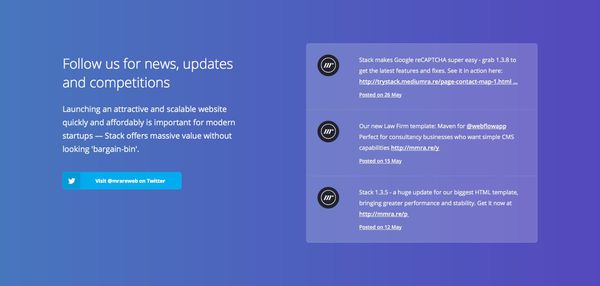 Follow us for news, updates
and competitions
Launching an attractive and scalable website
quickly and affordably is important for modern
startups — Stack offers massive value without
looking 'bargain-bin'.
Visit @mrareweb on Twitter
Stack makes Google reCAPTCHA super easy - grab 1.3.8 to
get the latest features and fixes. See it in action here:
http://trystack.mediumra.re/page-contact-map-1.html ...
Posted on 26 May
Our new Law Firm template: Maven for @webflowapp
Perfect for consultancy businesses who want simple CMS
capabilities http://mmra.re/y
Posted on 15 May
Stack 1.3.5 - a huge update for our biggest HTML template,
bringing greater performance and stability. Get it now at
http://mmra.re/p
Posted on 12 May